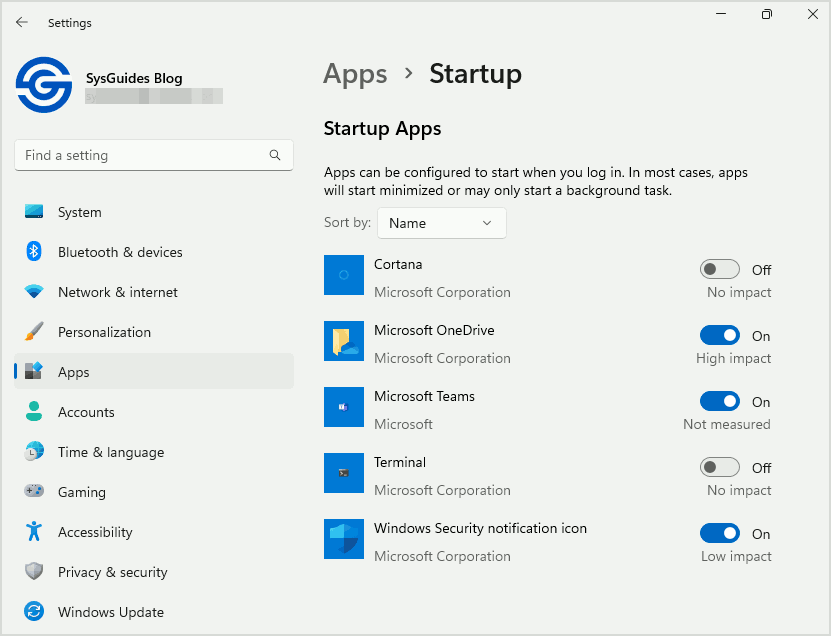 Settings
SysGuides Blog
Find a setting
System
Bluetooth & devices
Network & internet
Personalization
Apps
Accounts
Time & language
Gaming
Accessibility
Privacy & security
Windows Update
Apps > Startup
Startup Apps
Apps can be configured to start when you log in. In most cases, apps
will start minimized or may only start a background task.
Sort by: Name
Cortana
Off
Microsoft Corporation
No impact
Microsoft OneDrive
On
Microsoft Corporation
High impact
Microsoft Teams
On
Microsoft
Not measured
Terminal
Off
Microsoft Corporation
No impact
Windows Security notification icon
On
Microsoft Corporation
Low impact